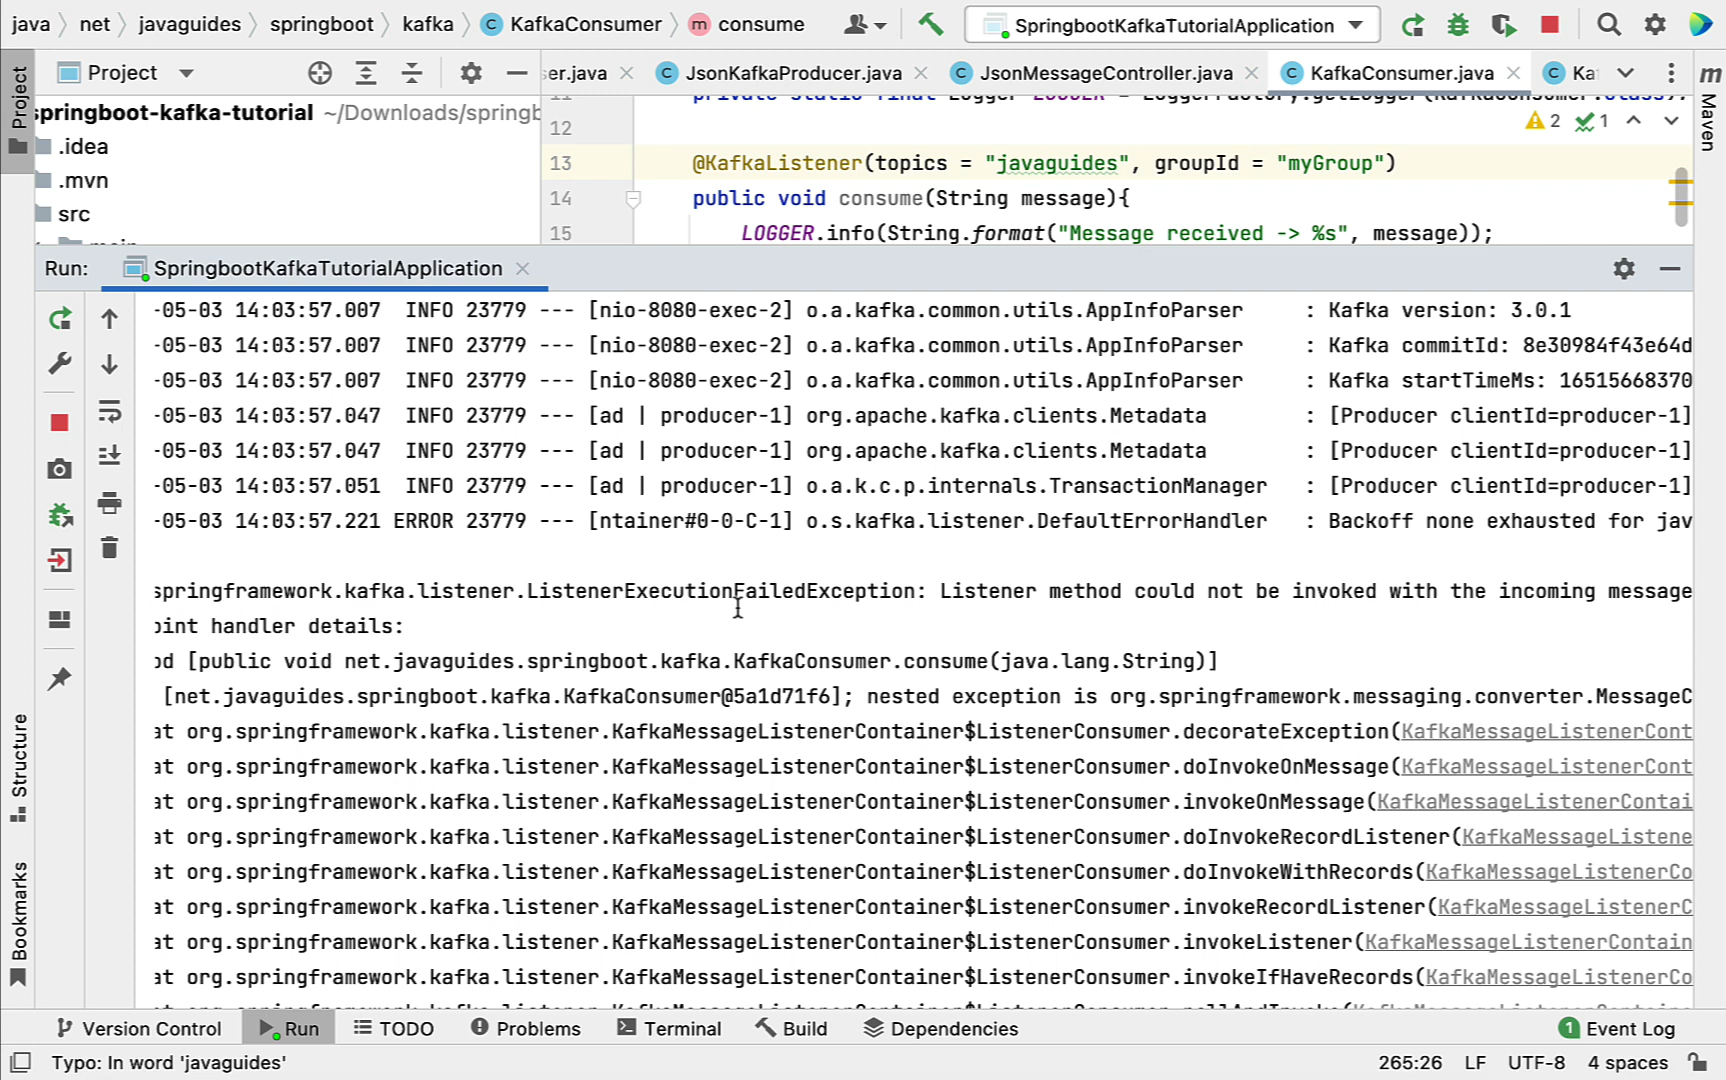 java net javaguides springboot kafka KafkaConsumer consume SpringbootKafkaTutorialApplication
Project ser.java JsonKafkaProducer.java JsonMessageController.java KafkaConsumer.java Ka
springboot-kafka-tutorial ~/Downloads/springb
.idea
.mvn
src
12
13 @KafkaListener(topics = "javaguides", groupId = "myGroup")
14 public void consume(String message){
15 LOGGER.info(String.format("Message received -> %s", message));
2 1
Project
Maven
Run: SpringbootKafkaTutorialApplication
-05-03 14:03:57.007 INFO 23779 --- [nio-8080-exec-2] o.a.kafka.common.utils.AppInfoParser : Kafka version: 3.0.1
-05-03 14:03:57.007 INFO 23779 --- [nio-8080-exec-2] o.a.kafka.common.utils.AppInfoParser : Kafka commitId: 8e30984f43e64d
-05-03 14:03:57.007 INFO 23779 --- [nio-8080-exec-2] o.a.kafka.common.utils.AppInfoParser : Kafka startTimeMs: 16515668370
-05-03 14:03:57.047 INFO 23779 --- [ad | producer-1] org.apache.kafka.clients.Metadata : [Producer clientId=producer-1]
-05-03 14:03:57.047 INFO 23779 --- [ad | producer-1] org.apache.kafka.clients.Metadata : [Producer clientId=producer-1]
-05-03 14:03:57.051 INFO 23779 --- [ad | producer-1] o.a.k.c.p.internals.TransactionManager : [Producer clientId=producer-1]
-05-03 14:03:57.221 ERROR 23779 --- [ntainer#0-0-C-1] o.s.kafka.listener.DefaultErrorHandler : Backoff none exhausted for jav
springframework.kafka.listener.ListenerExecutionFailedException: Listener method could not be invoked with the incoming message
oint handler details:
od [public void net.javaguides.springboot.kafka.KafkaConsumer.consume(java.lang.String)]
[net.javaguides.springboot.kafka.KafkaConsumer@5a1d71f6]; nested exception is org.springframework.messaging.converter.MessageC
at org.springframework.kafka.listener.KafkaMessageListenerContainer$ListenerConsumer.decorateException(KafkaMessageListenerCont
at org.springframework.kafka.listener.KafkaMessageListenerContainer$ListenerConsumer.doInvokeOnMessage(KafkaMessageListenerCont
at org.springframework.kafka.listener.KafkaMessageListenerContainer$ListenerConsumer.invokeOnMessage(KafkaMessageListenerContai
at org.springframework.kafka.listener.KafkaMessageListenerContainer$ListenerConsumer.doInvokeRecordListener(KafkaMessageListene
at org.springframework.kafka.listener.KafkaMessageListenerContainer$ListenerConsumer.doInvokeWithRecords(KafkaMessageListenerCo
at org.springframework.kafka.listener.KafkaMessageListenerContainer$ListenerConsumer.invokeRecordListener(KafkaMessageListenerC
at org.springframework.kafka.listener.KafkaMessageListenerContainer$ListenerConsumer.invokeListener(KafkaMessageListenerContain
at org.springframework.kafka.listener.KafkaMessageListenerContainer$ListenerConsumer.invokeIfHaveRecords(KafkaMessageListenerCo
Structure
Bookmarks
Version Control Run TODO Problems Terminal Build Dependencies 1 Event Log
Typo: In word 'javaguides' 265:26 LF UTF-8 4 spaces